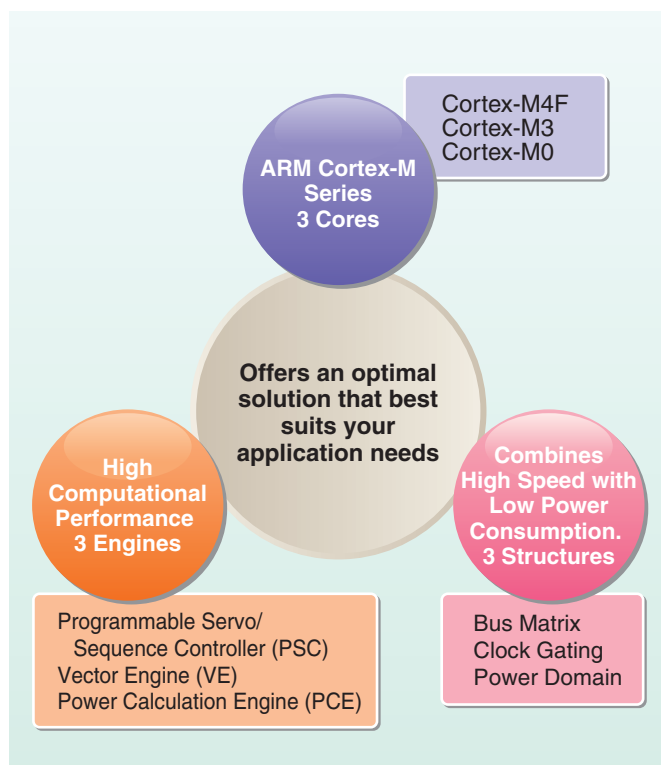 ARM Cortex-M
Series
3 Cores
Cortex-M4F
Cortex-M3
Cortex-M0
Offers an optimal
solution that best
suits your
application needs
High
Computational
Performance
3 Engines
Programmable Servo/
Sequence Controller (PSC)
Vector Engine (VE)
Power Calculation Engine (PCE)
Combines
High Speed with
Low Power
Consumption.
3 Structures
Bus Matrix
Clock Gating
Power Domain